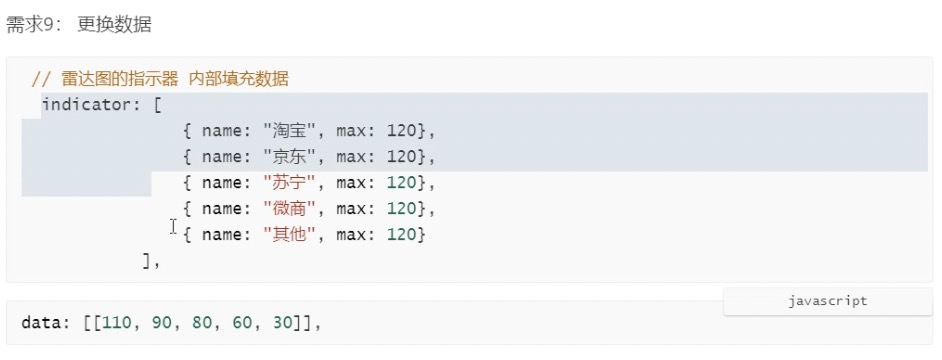 需求9： 更换数据
// 雷达图的指示器 内部填充数据
indicator: [
{ name: "淘宝", max: 120},
{ name: "京东", max: 120},
{ name: "苏宁", max: 120},
{ name: "微商", max: 120},
{ name: "其他", max: 120}
],
javascript
data: [[110, 90, 80, 60, 30]],